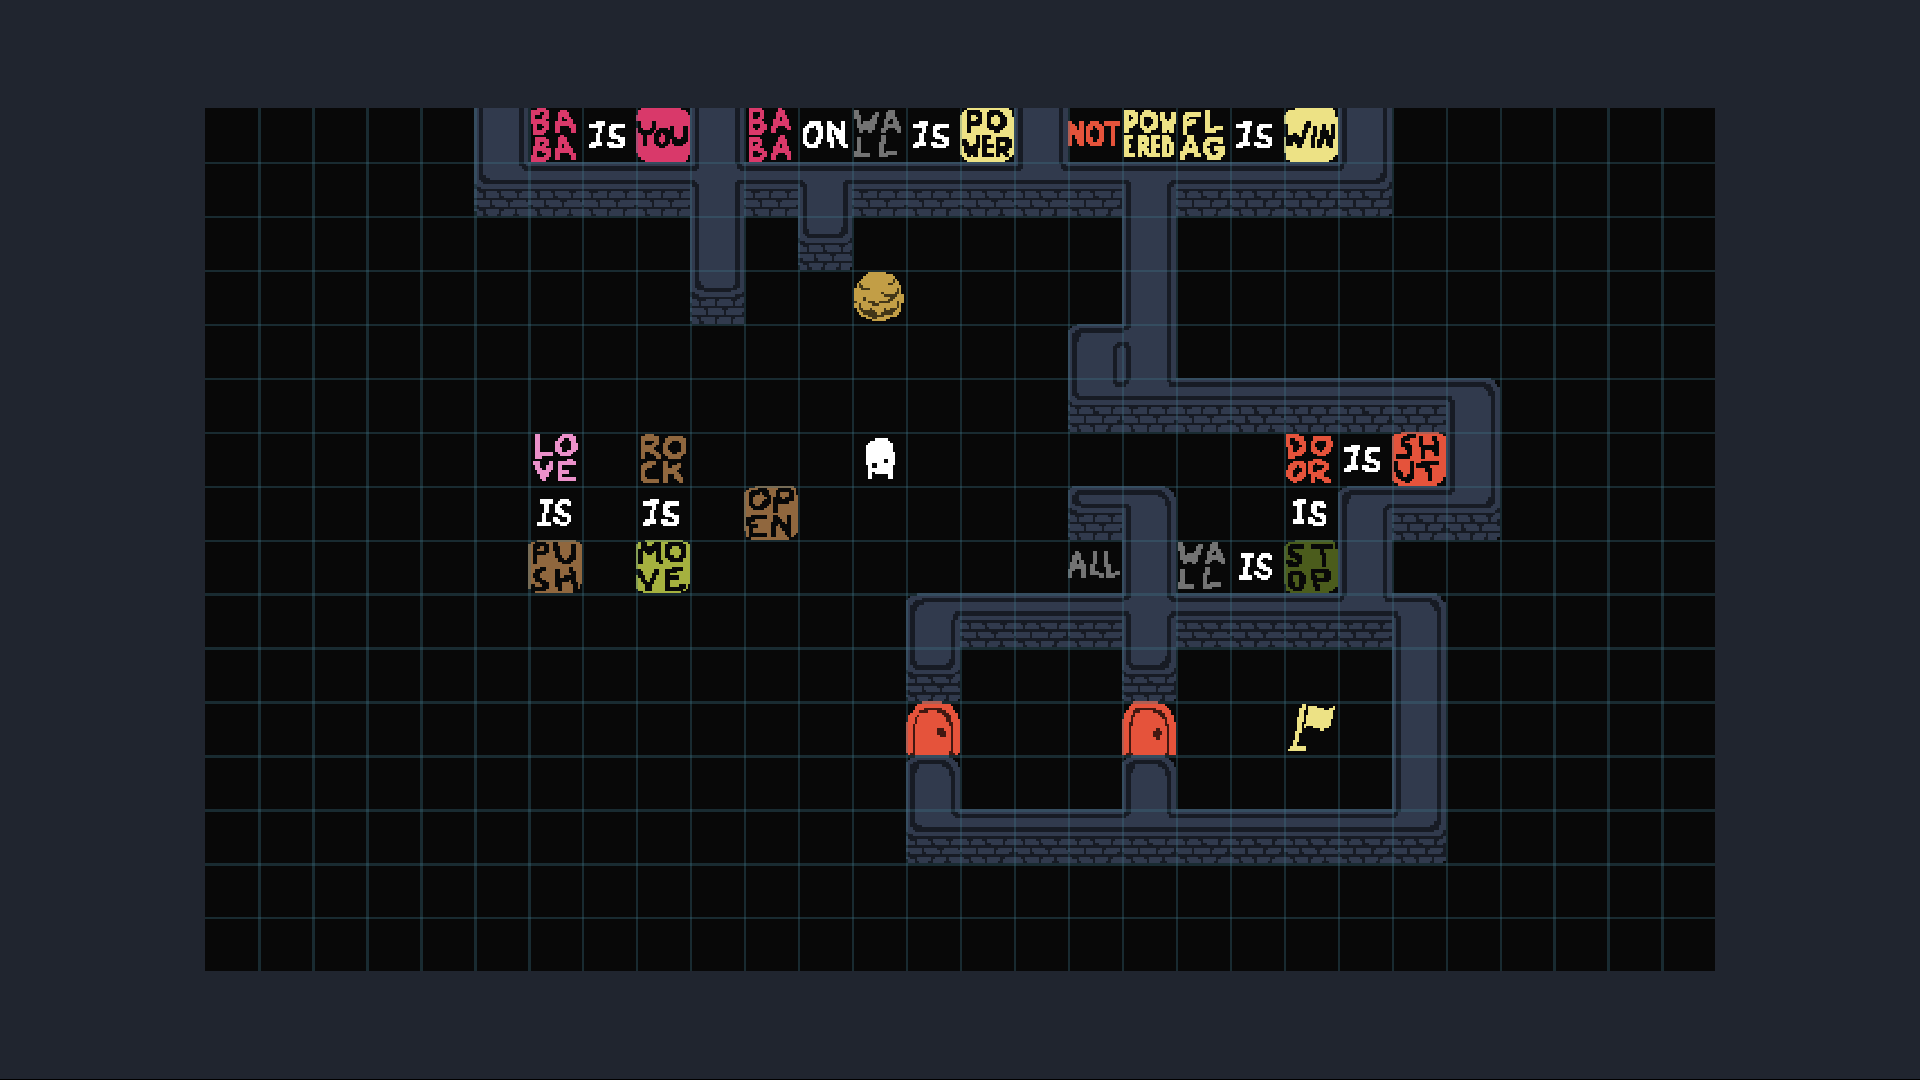 BABA IS YOU BABA ON WALL IS POWER NOT POWERED FLAG IS WIN
LOVE ROCK DOOR IS SHUT
IS IS OPEN IS
PUSH MOVE ALL WALL IS STOP